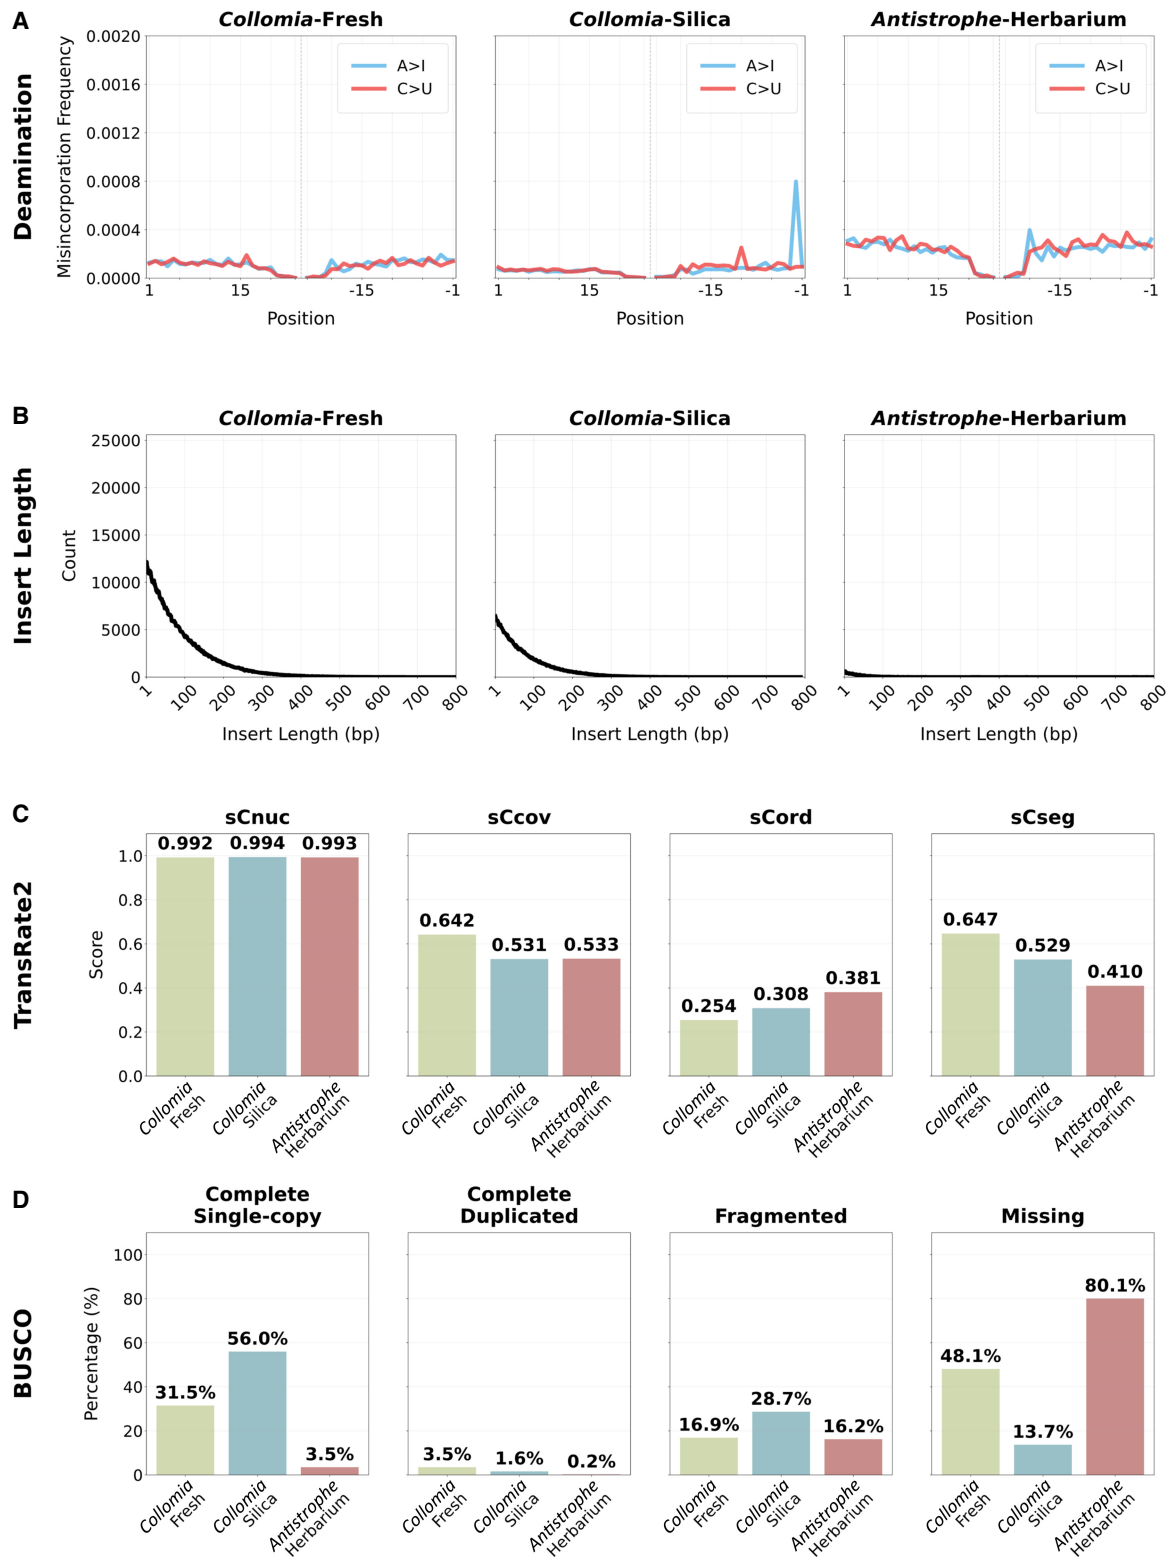 A
Deamination
Collomia-Fresh
Collomia-Silica
Antistrophe-Herbarium
Misincorporation Frequency
0.0020
0.0016
0.0012
0.0008
0.0004
0.0000
A>I
C>U
A>I
C>U
A>I
C>U
1 15 -15 -1
1 15 -15 -1
1 15 -15 -1
Position
Position
Position
B
Insert Length
Collomia-Fresh
Collomia-Silica
Antistrophe-Herbarium
Count
25000
20000
15000
10000
5000
0
1 100 200 300 400 500 600 700 800
1 100 200 300 400 500 600 700 800
1 100 200 300 400 500 600 700 800
Insert Length (bp)
Insert Length (bp)
Insert Length (bp)
C
TransRate2
sCnuc
sCcov
sCord
sCseg
Score
1.0
0.8
0.6
0.4
0.2
0.0
0.992 0.994 0.993
0.642 0.531 0.533
0.254 0.308 0.381
0.647 0.529 0.410
Collomia
Fresh
Collomia
Silica
Antistrophe
Herbarium
Collomia
Fresh
Collomia
Silica
Antistrophe
Herbarium
Collomia
Fresh
Collomia
Silica
Antistrophe
Herbarium
Collomia
Fresh
Collomia
Silica
Antistrophe
Herbarium
D
BUSCO
Complete
Single-copy
Complete
Duplicated
Fragmented
Missing
Percentage (%)
100
80
60
40
20
0
31.5% 56.0% 3.5%
3.5% 1.6% 0.2%
16.9% 28.7% 16.2%
48.1% 13.7% 80.1%
Collomia
Fresh
Collomia
Silica
Antistrophe
Herbarium
Collomia
Fresh
Collomia
Silica
Antistrophe
Herbarium
Collomia
Fresh
Collomia
Silica
Antistrophe
Herbarium
Collomia
Fresh
Collomia
Silica
Antistrophe
Herbarium